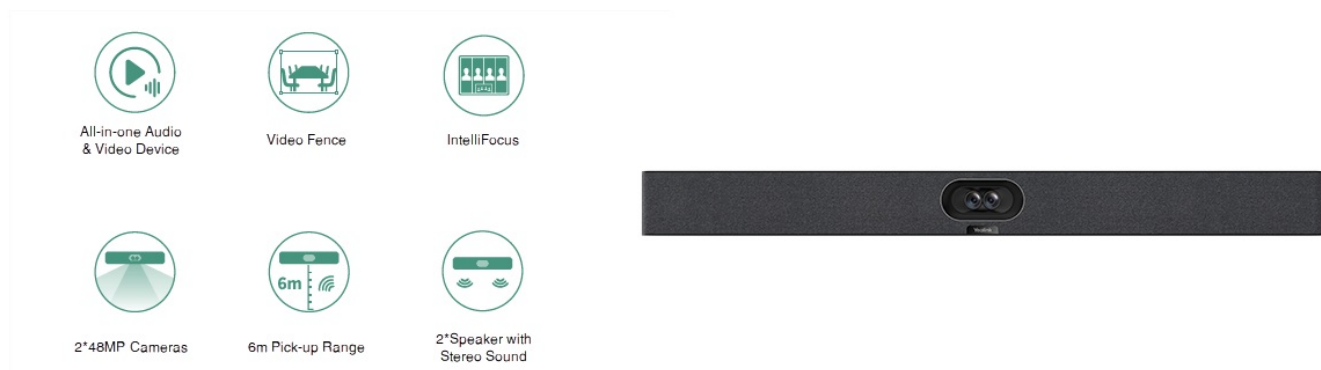 All-in-one Audio
& Video Device
Video Fence
IntelliFocus
2*48MP Cameras
6m
6m Pick-up Range
2*Speaker with
Stereo Sound
Yealink